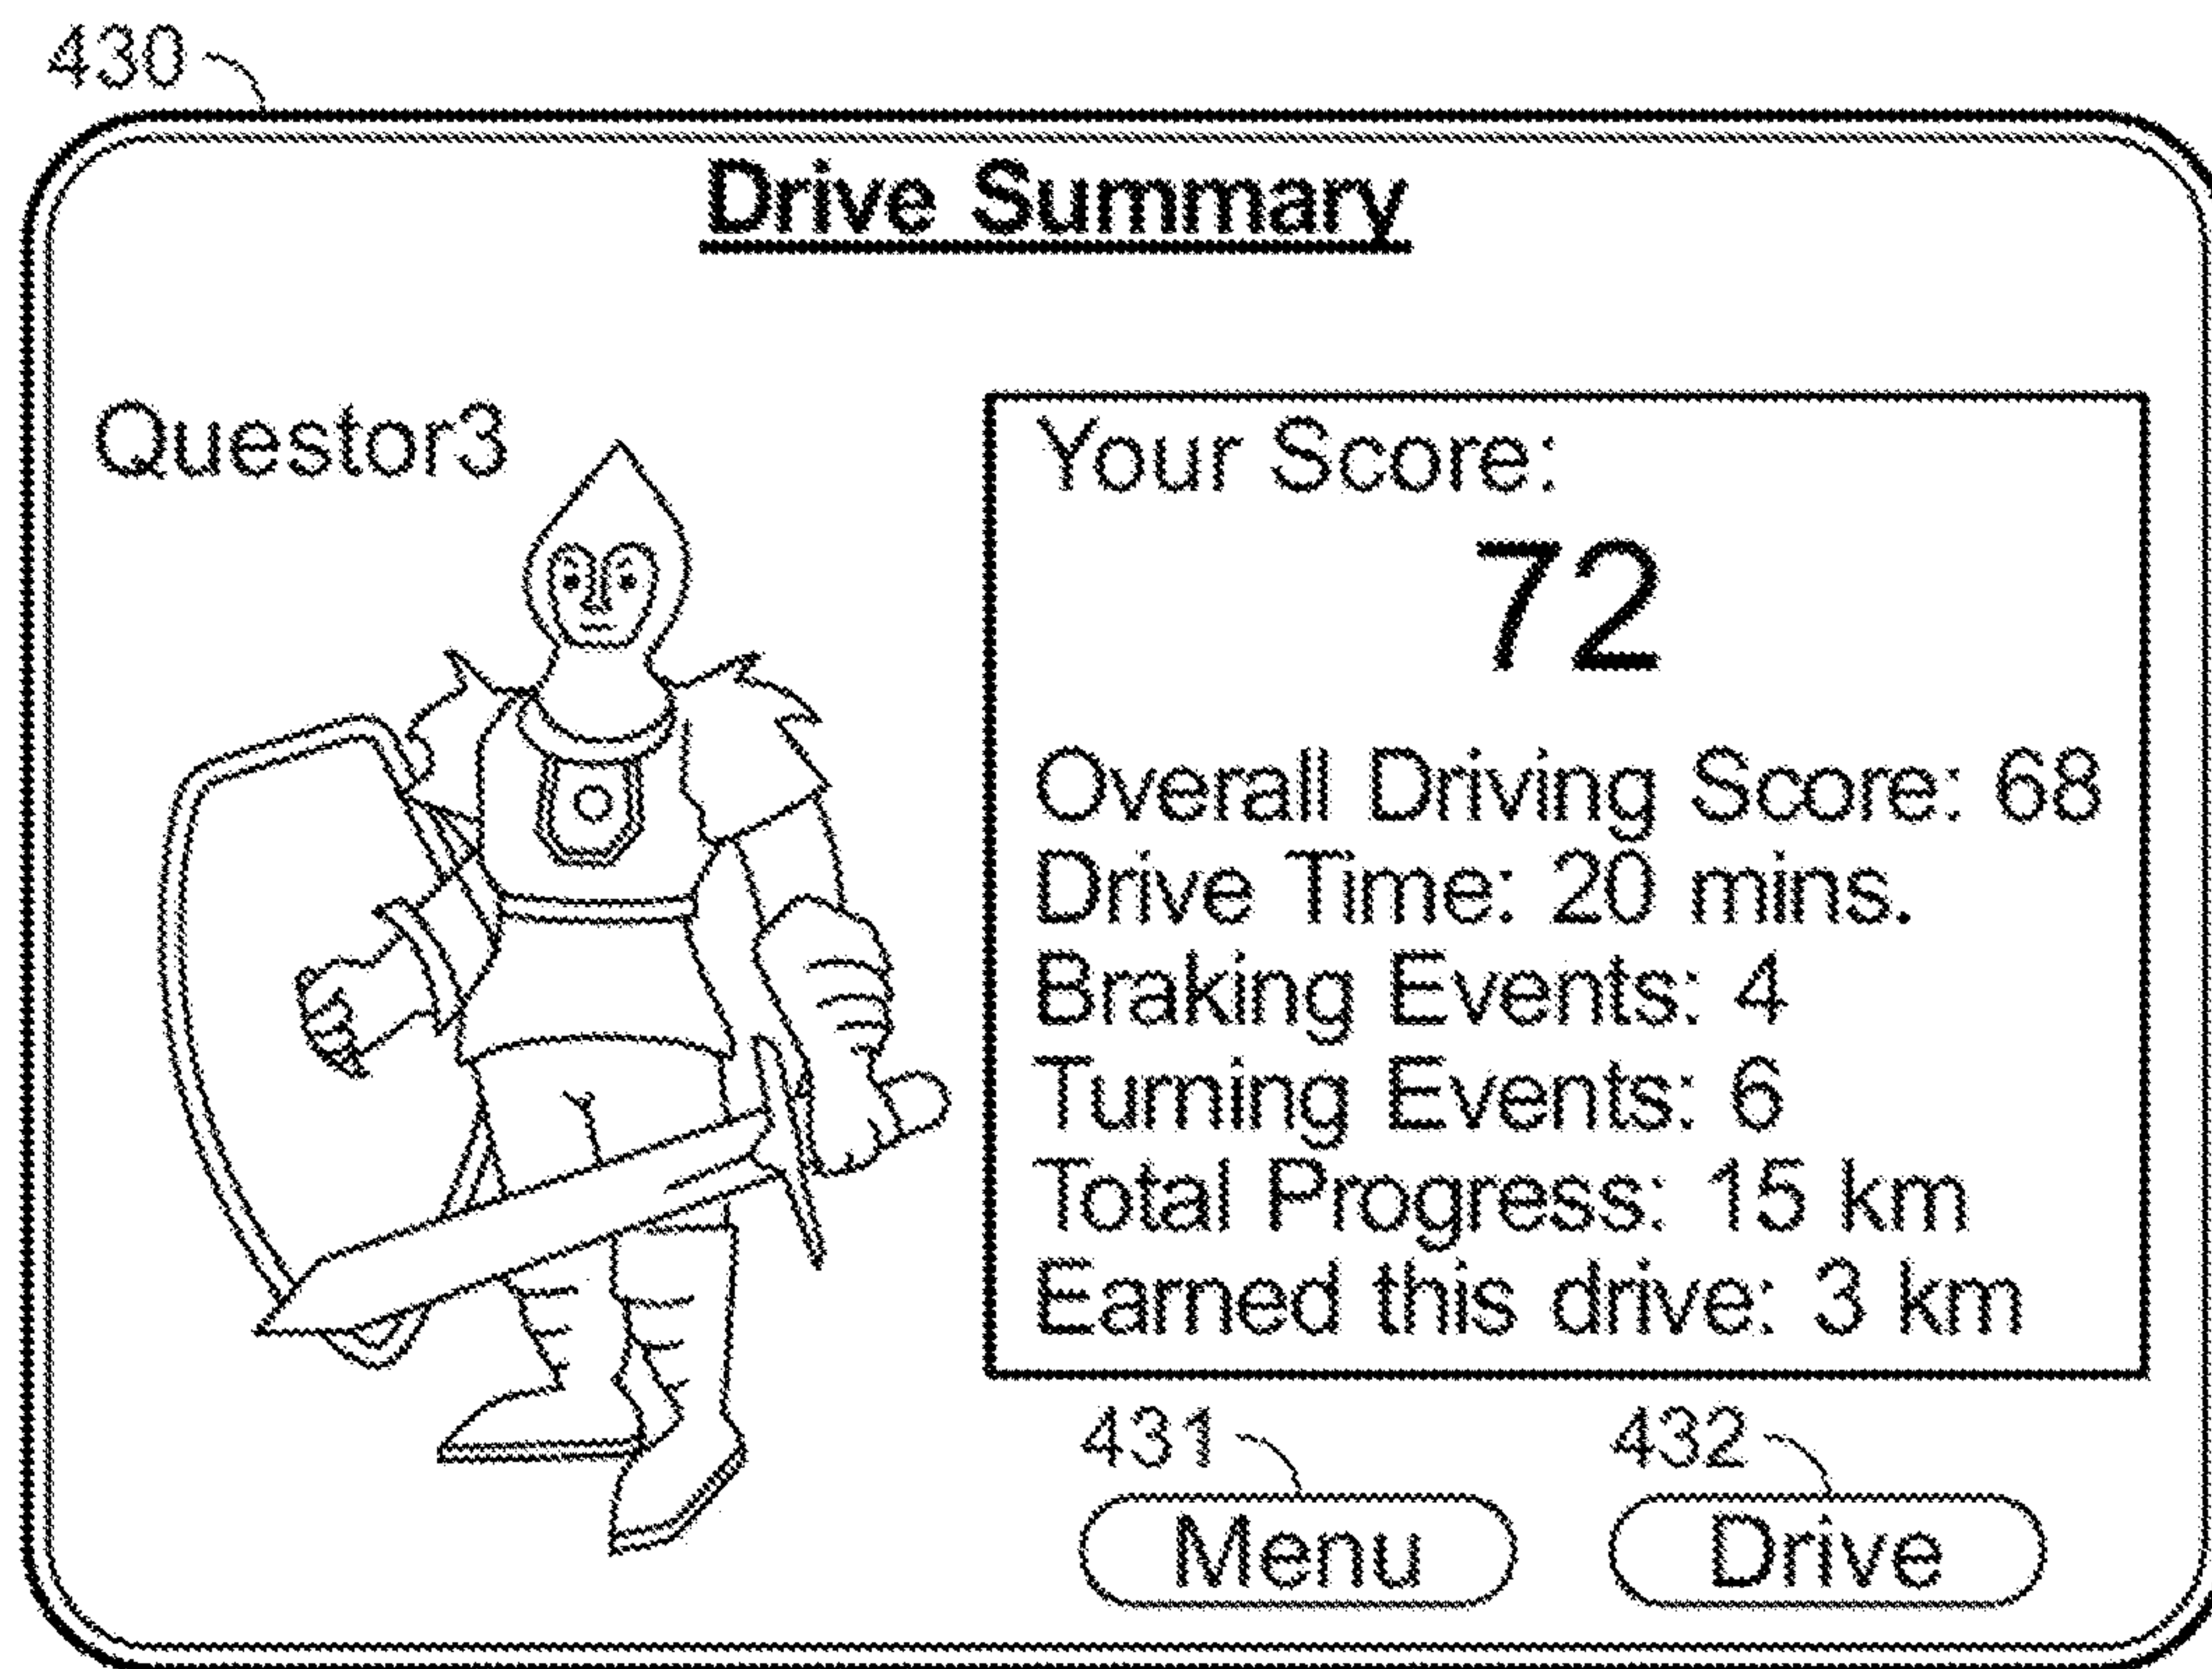 430
Drive Summary
Questor3
Your Score:
72
Overall Driving Score: 68
Drive Time: 20 mins.
Braking Events: 4
Turning Events: 6
Total Progress: 15 km
Earned this drive: 3 km
431
432
Menu
Drive